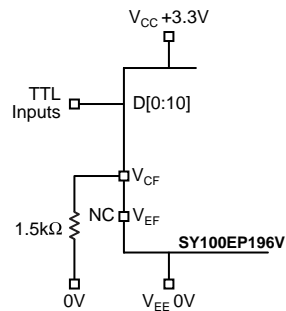 VCC +3.3V
TTL
Inputs
D[0:10]
VCF
1.5kΩ
NC VEF
SY100EP196V
0V
VEE 0V